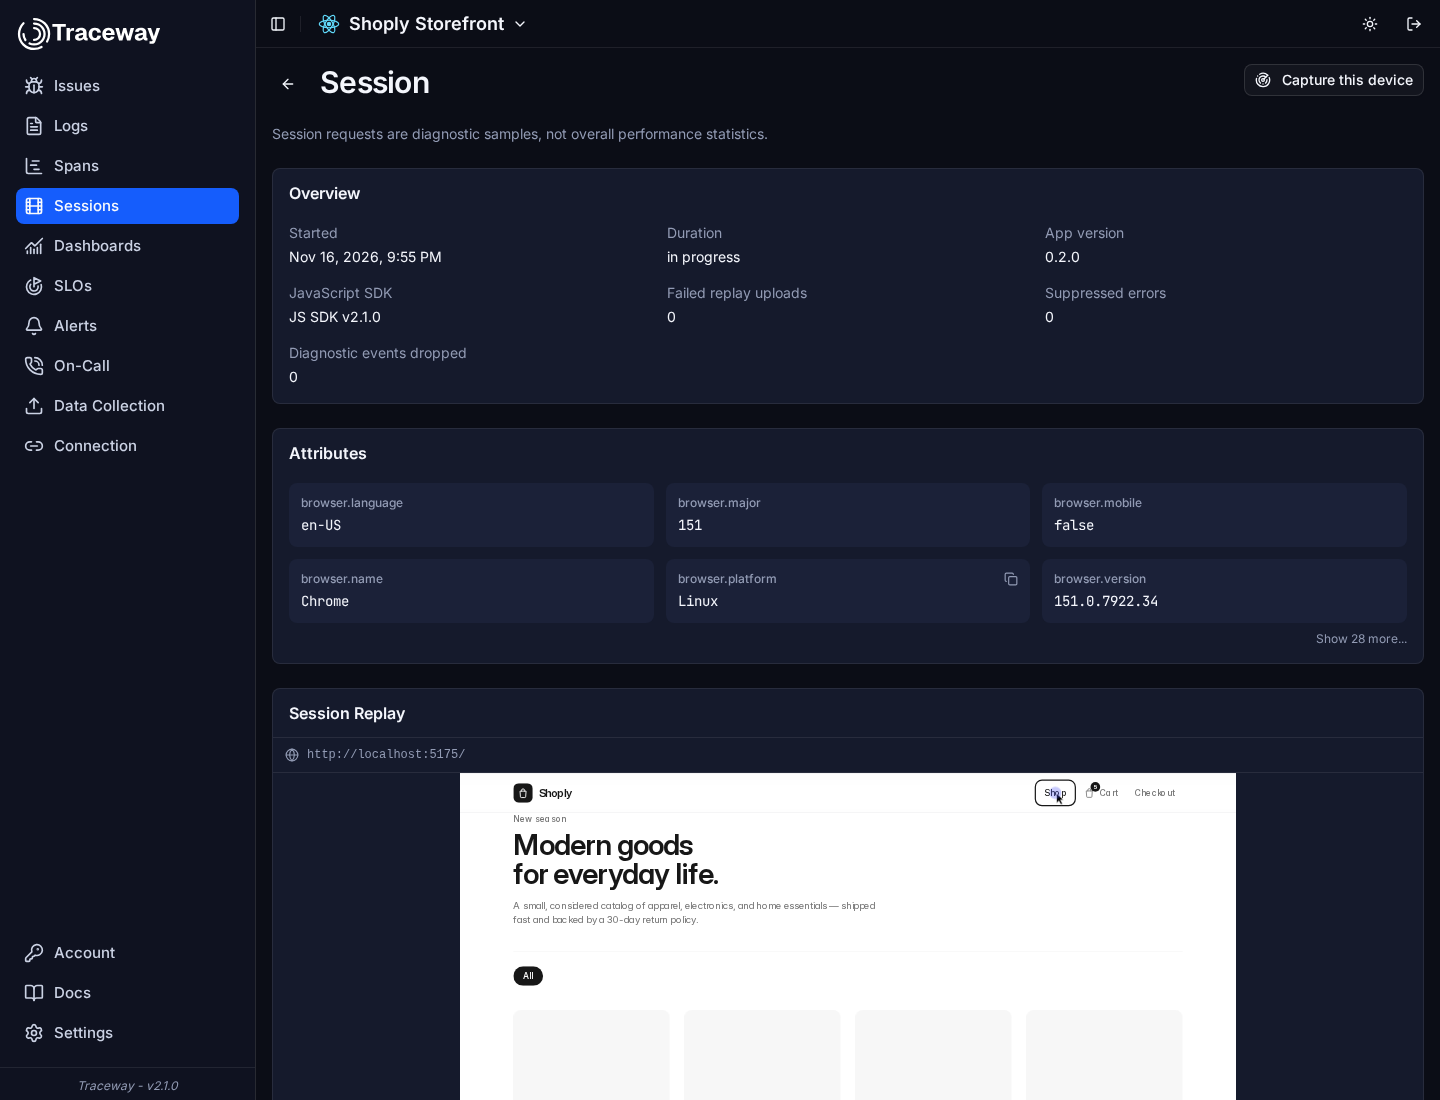 Traceway
Issues
Logs
Spans
Sessions
Dashboards
SLOs
Alerts
On-Call
Data Collection
Connection
Account
Docs
Settings
Traceway - v2.1.0
Shoply Storefront
Session
Capture this device
Session requests are diagnostic samples, not overall performance statistics.
Overview
Started
Nov 16, 2026, 9:55 PM
Duration
in progress
App version
0.2.0
JavaScript SDK
JS SDK v2.1.0
Failed replay uploads
0
Suppressed errors
0
Diagnostic events dropped
0
Attributes
browser.language
en-US
browser.major
151
browser.mobile
false
browser.name
Chrome
browser.platform
Linux
browser.version
151.0.7922.34
Show 28 more...
Session Replay
http://localhost:5175/
Shoply
Shop
5
Cart
Checkout
New season
Modern goods
for everyday life.
A small, considered catalog of apparel, electronics, and home essentials — shipped
fast and backed by a 30-day return policy.
All